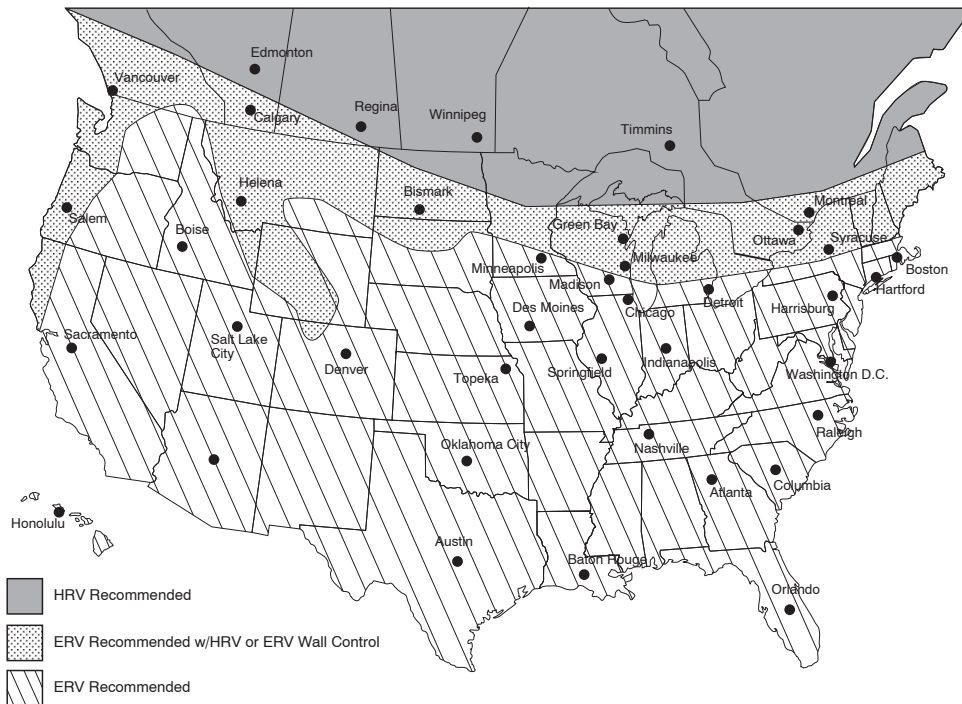 Edmonton
Vancouver
Calgary
Regina
Winnipeg
Timmins
Helena
Bismark
Montreal
Salem
Green Bay
Ottawa
Syracuse
Boise
Milwaukee
Minneapolis
Boston
Madison
Hartford
Detroit
Des Moines
Chicago
Harrisburg
Sacramento
Salt Lake
City
Indianapolis
Denver
Springfield
Topeka
Washington D.C.
Raleigh
Oklahoma City
Nashville
Columbia
Atlanta
Honolulu
Austin
Baton Rouge
Orlando
HRV Recommended
ERV Recommended w/HRV or ERV Wall Control
ERV Recommended